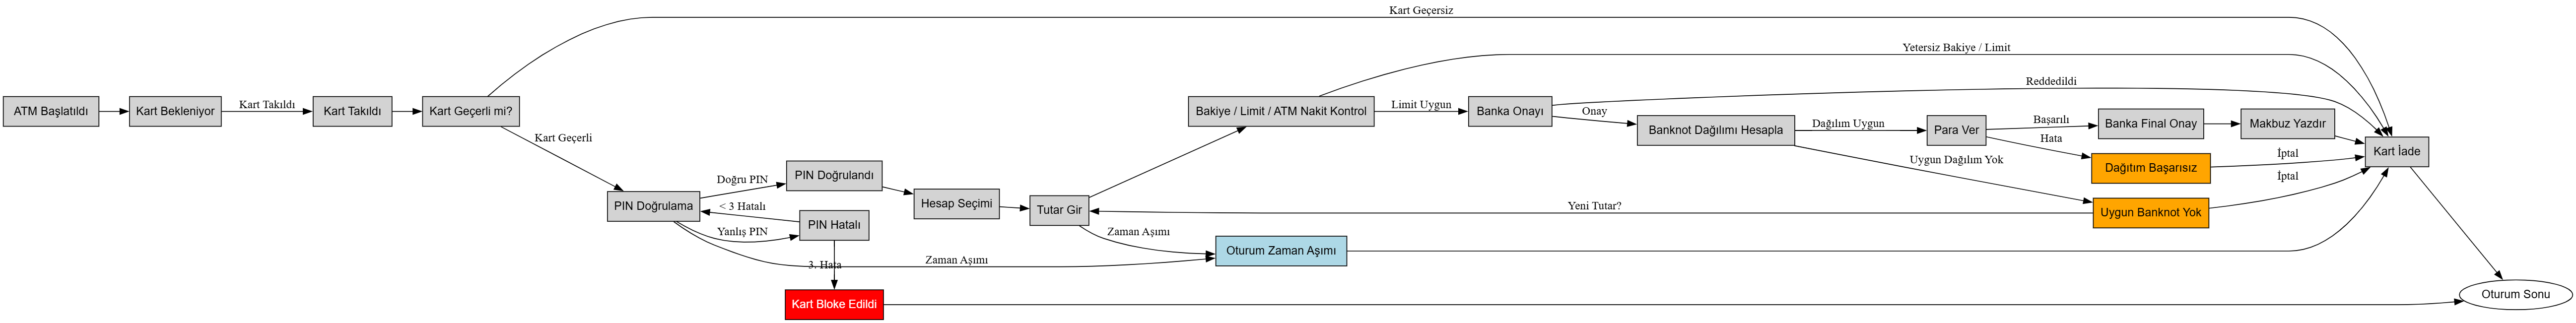 Kart Geçersiz
Yetersiz Bakiye / Limit
Reddedildi
ATM Başlatıldı
Kart Bekleniyor
Kart Takıldı
Kart Takıldı
Kart Geçerli mi?
Kart Geçerli
Bakiye / Limit / ATM Nakit Kontrol
Limit Uygun
Banka Onayı
Onay
Banknot Dağılımı Hesapla
Dağılım Uygun
Uygun Dağılım Yok
Para Ver
Başarılı
Hata
Banka Final Onay
Makbuz Yazdır
Kart İade
Dağıtım Başarısız
İptal
İptal
Uygun Banknot Yok
Yeni Tutar?
PIN Doğrulama
Doğru PIN
< 3 Hatalı
Yanlış PIN
PIN Doğrulandı
PIN Hatalı
Hesap Seçimi
Tutar Gir
Zaman Aşımı
Oturum Zaman Aşımı
Zaman Aşımı
3. Hata
Kart Bloke Edildi
Oturum Sonu